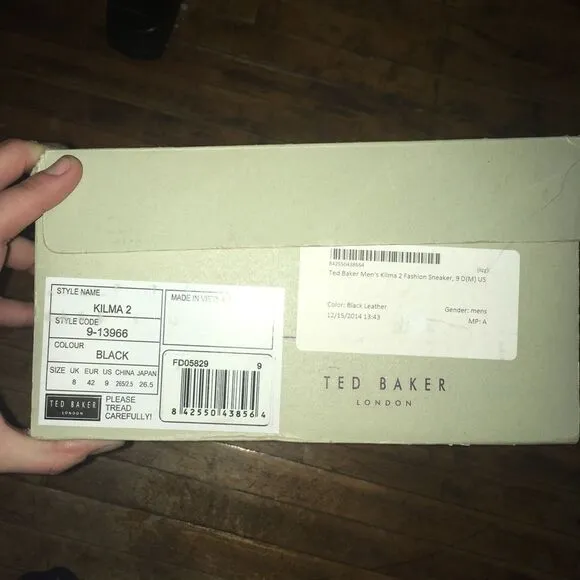 STYLE NAME
KILMA 2
STYLE CODE
9-13966
COLOUR
BLACK
SIZE UK EUR US CHINA JAPAN
8 42 9 265/2.5 26.5
TED BAKER
LONDON
PLEASE
TREAD
CAREFULLY!
MADE IN
FD05829 9
8 42550 43856 4
842550438564
Ted Baker Men's Kilma 2 Fashion Sneaker, 9 D(M) US
Color: Black Leather
Gender: mens
12/15/2014 13:43
MP: A
TED BAKER
LONDON